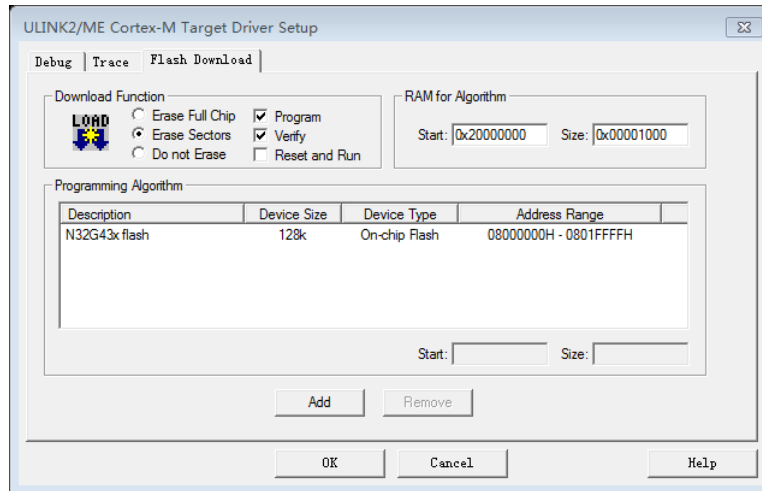 ULINK2/ME Cortex-M Target Driver Setup
Debug Trace Flash Download
Download Function
LOAD
Erase Full Chip
Erase Sectors
Do not Erase
Program
Verify
Reset and Run
RAM for Algorithm
Start: 0x20000000 Size: 0x00001000
Programming Algorithm
Description Device Size Device Type Address Range
N32G43x flash 128k On-chip Flash 08000000H - 0801FFFFH
Start: Size:
Add Remove
OK Cancel Help